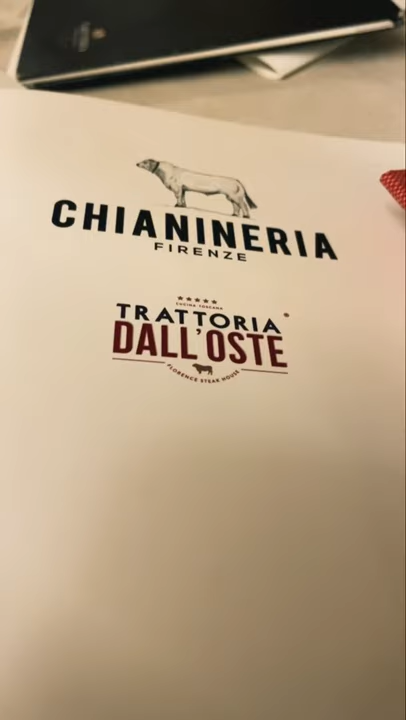 CHIANINERIA
FIRENZE
CUCINA TOSCANA
TRATTORIA®
DALL'OSTE
FLORENCE STEAK HOUSE